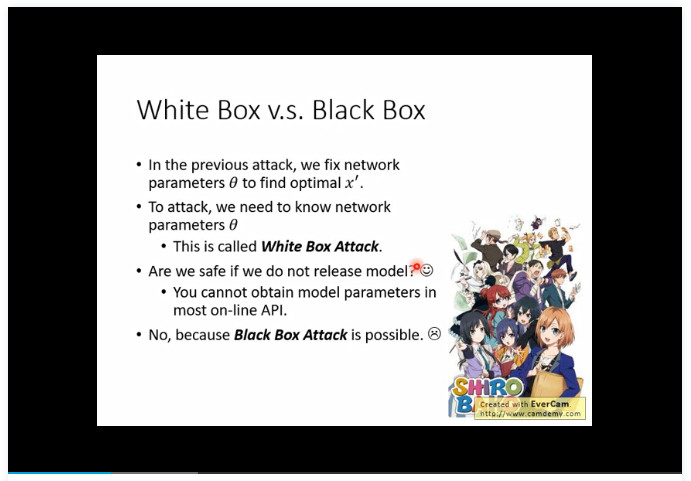 White Box v.s. Black Box
• In the previous attack, we fix network
parameters θ to find optimal x′.
• To attack, we need to know network
parameters θ
• This is called White Box Attack.
• Are we safe if we do not release model? ☺
• You cannot obtain model parameters in
most on-line API.
• No, because Black Box Attack is possible. ☹
SHIRO
Created with EverCam.
http://www.camdemy.com